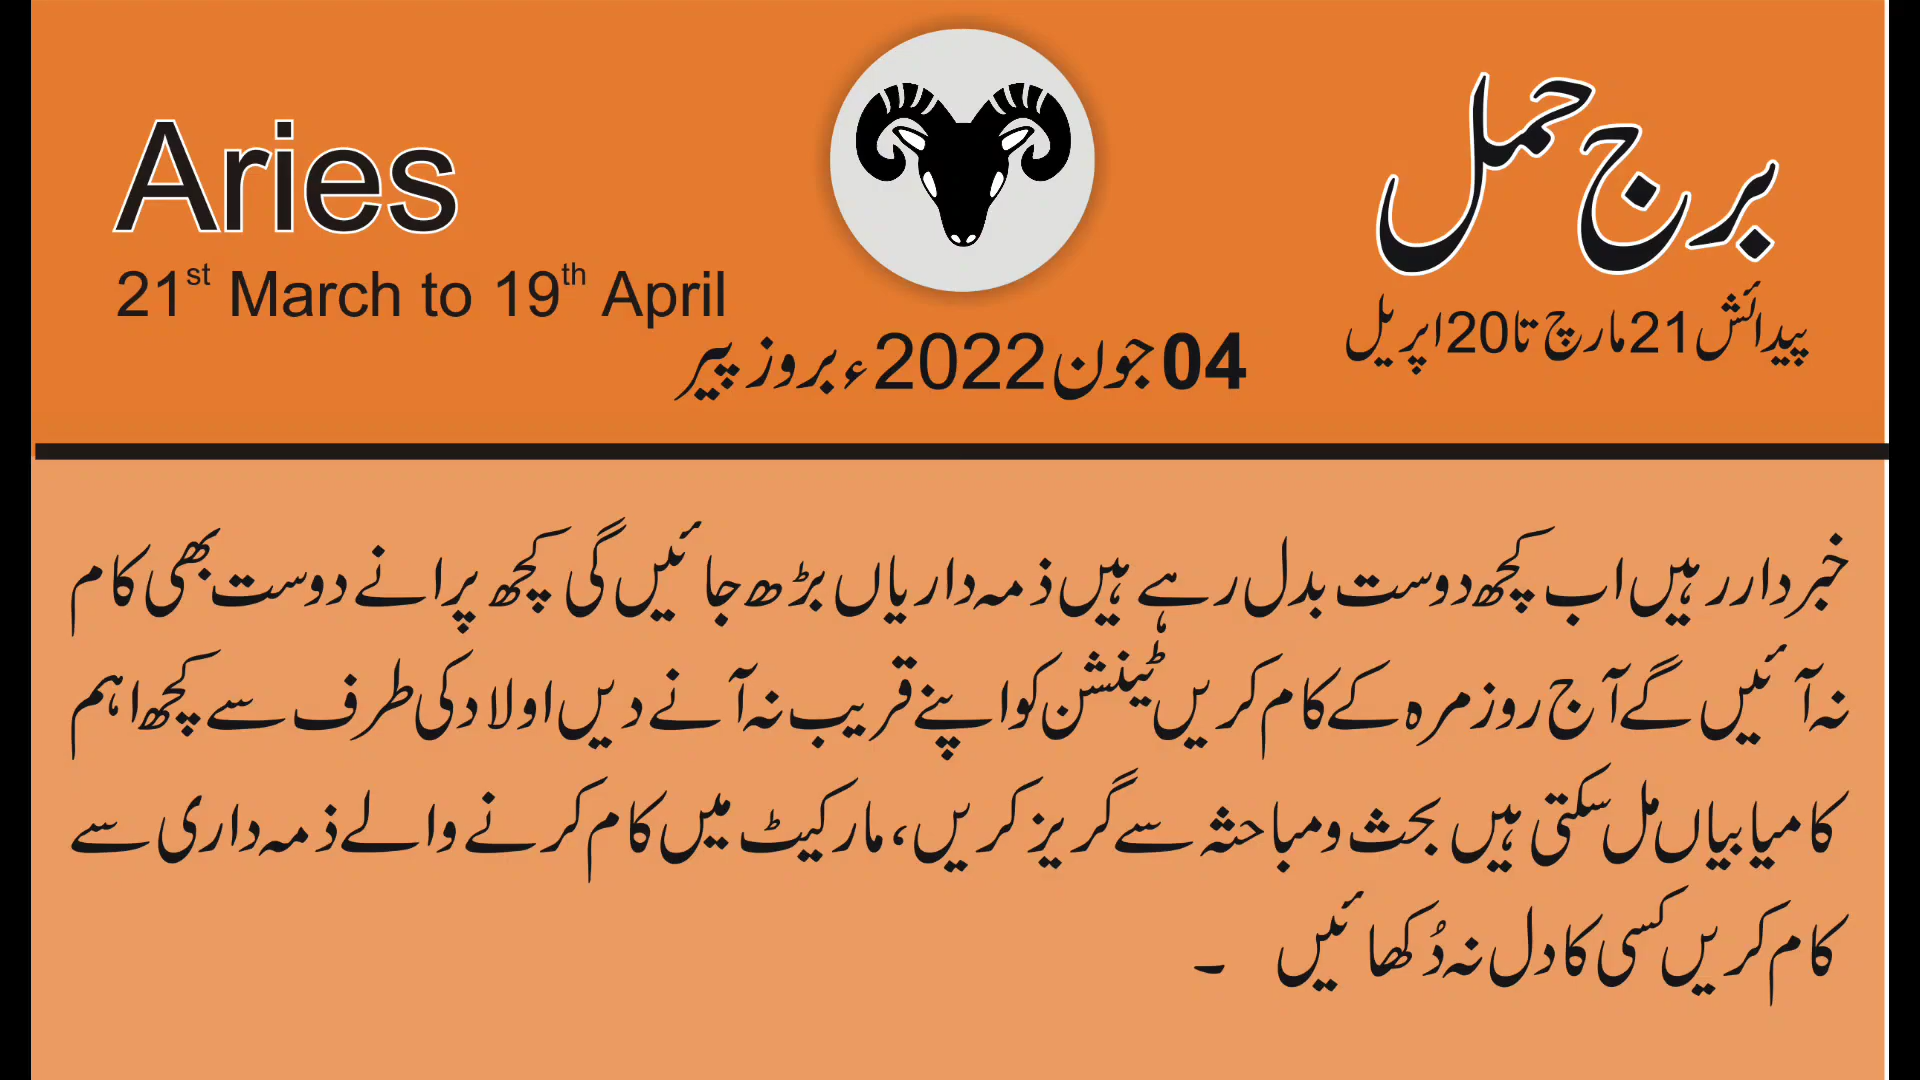 Aries
برج حمل
21st March to 19th April
پیدائش 21 مارچ تا 20 اپریل
04 جون 2022ء بروز پیر
خبردار رہیں اب کچھ دوست بدل رہے ہیں ذمہ داریاں بڑھ جائیں گی کچھ پرانے دوست بھی کام
نہ آئیں گے آج روزمرہ کے کام کریں ٹینشن کو اپنے قریب نہ آنے دیں اولاد کی طرف سے کچھ اہم
کامیابیاں مل سکتی ہیں بحث و مباحثہ سے گریز کریں، مارکیٹ میں کام کرنے والے ذمہ داری سے
کام کریں کسی کا دل نہ دُکھائیں ۔